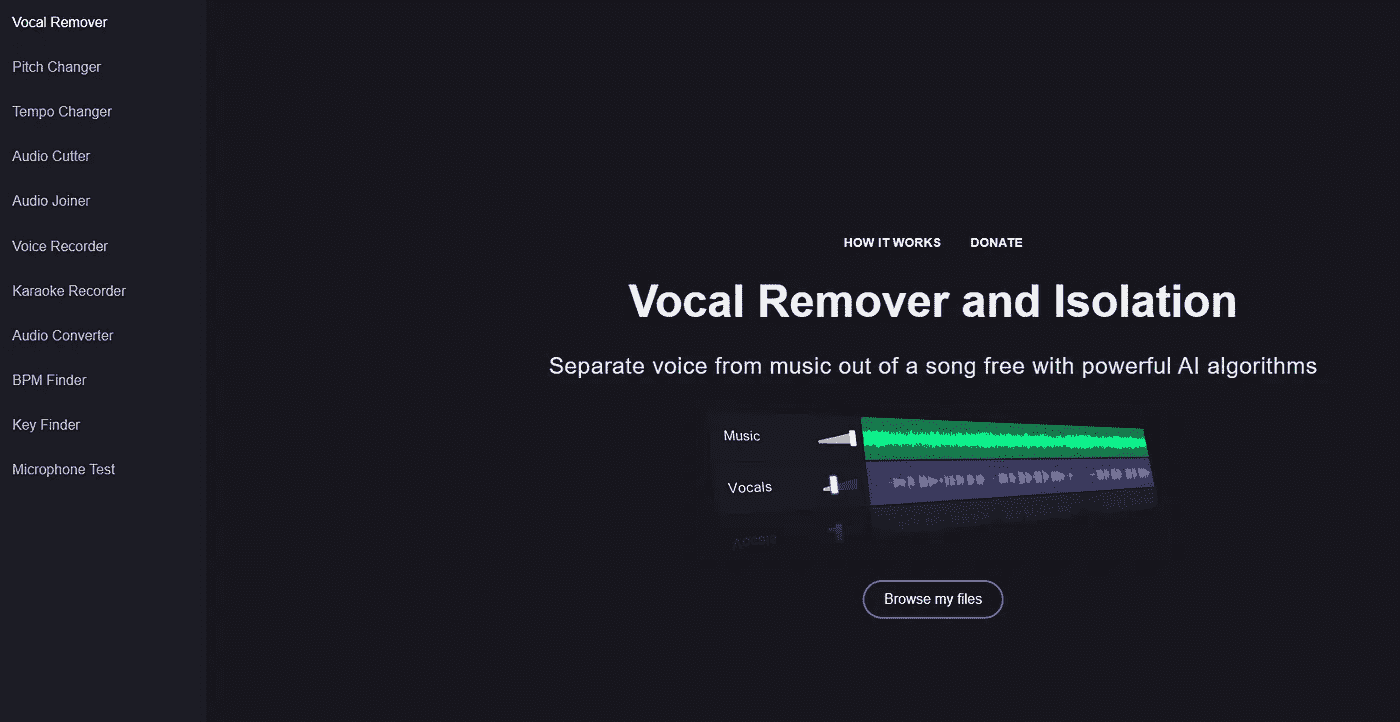 Vocal Remover
Pitch Changer
Tempo Changer
Audio Cutter
Audio Joiner
Voice Recorder
Karaoke Recorder
Audio Converter
BPM Finder
Key Finder
Microphone Test
HOW IT WORKS
DONATE
Vocal Remover and Isolation
Separate voice from music out of a song free with powerful AI algorithms
Music
Vocals
Browse my files